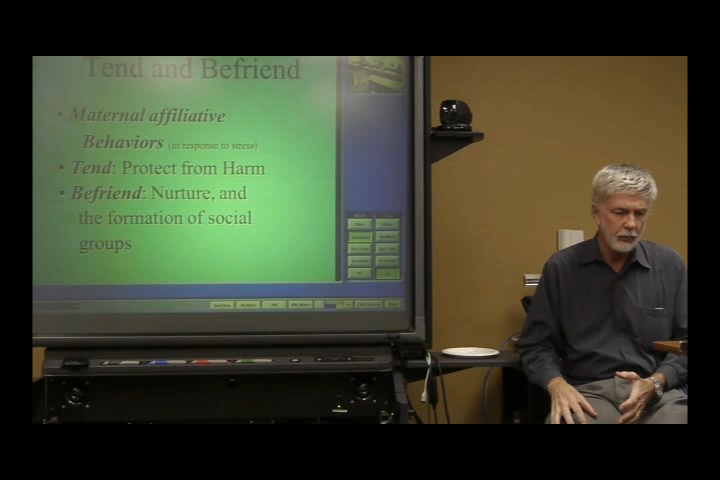 Tend and Befriend
• Maternal affiliative
Behaviors (in response to stress)
• Tend: Protect from Harm
• Befriend: Nurture, and
the formation of social
groups